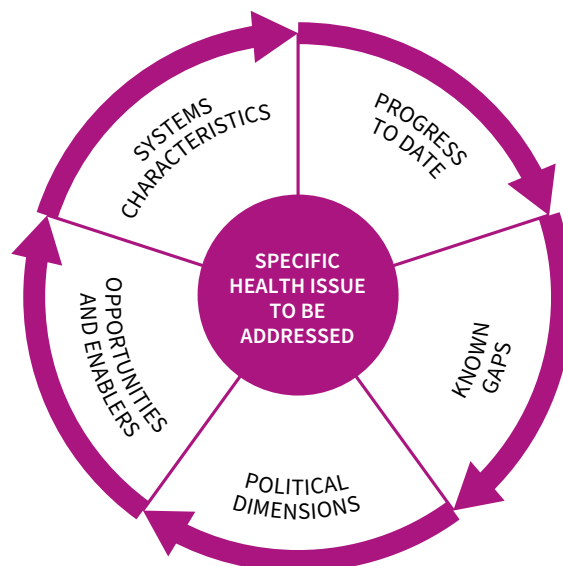 SPECIFIC
HEALTH ISSUE
TO BE
ADDRESSED
PROGRESS
TO DATE
KNOWN
GAPS
POLITICAL
DIMENSIONS
OPPORTUNITIES
AND ENABLERS
SYSTEMS
CHARACTERISTICS